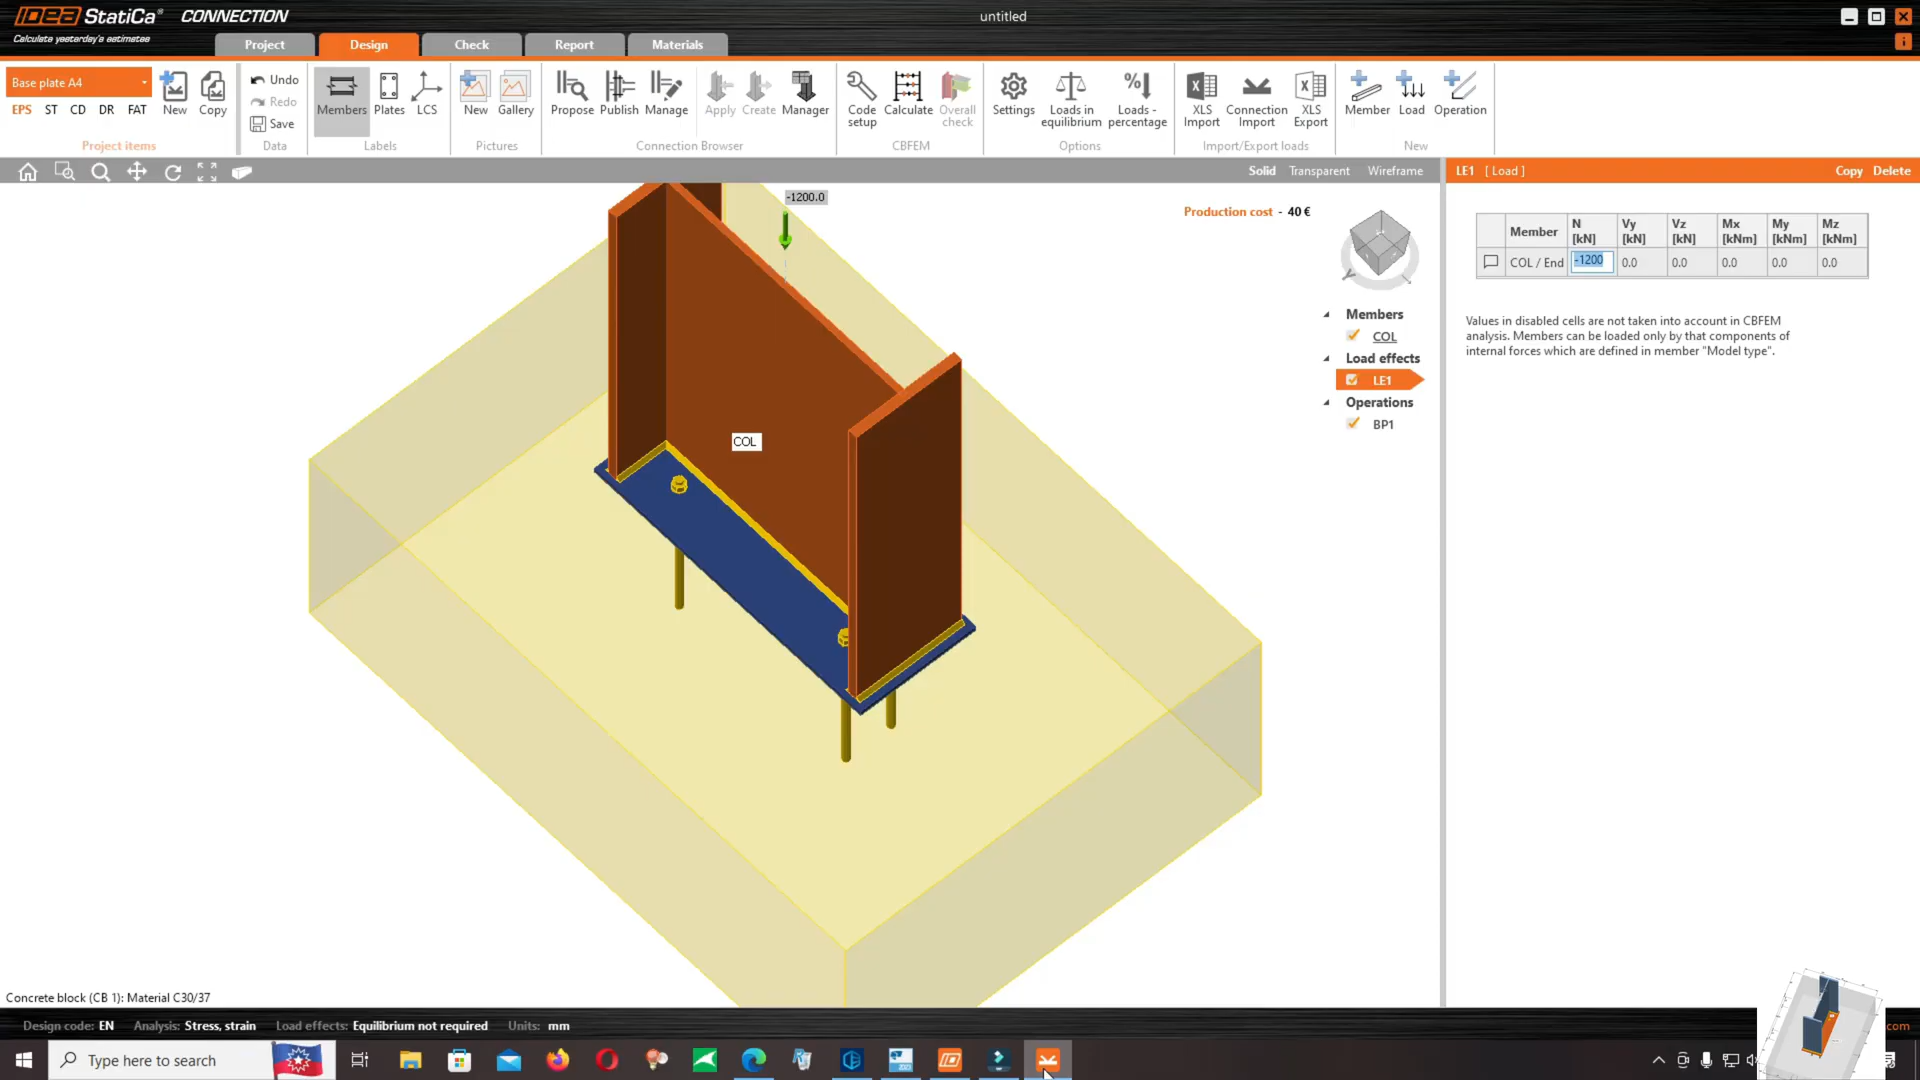 IDEA StatiCa® CONNECTION
Calculate yesterday's estimates
untitled
Project
Design
Check
Report
Materials
Base plate A4
EPS ST CD DR FAT
New
Copy
Project items
Undo
Redo
Save
Data
Members
Plates
LCS
Labels
New
Gallery
Pictures
Propose
Publish
Manage
Apply
Create
Manager
Connection Browser
Code setup
Calculate
Overall check
CBFEM
Settings
Loads in equilibrium
Loads - percentage
Options
XLS Import
Connection Import
XLS Export
Import/Export loads
Member
Load
Operation
New
Solid Transparent Wireframe
LE1 [ Load ]
Copy Delete
-1200.0
Production cost - 40 €
COL
Members
COL
Load effects
LE1
Operations
BP1
Member N [kN] Vy [kN] Vz [kN] Mx [kNm] My [kNm] Mz [kNm]
COL / End -1200 0.0 0.0 0.0 0.0 0.0
Values in disabled cells are not taken into account in CBFEM
analysis. Members can be loaded only by that components of
internal forces which are defined in member "Model type".
Concrete block (CB 1): Material C30/37
Design code: EN Analysis: Stress, strain Load effects: Equilibrium not required Units: mm
.com
Type here to search